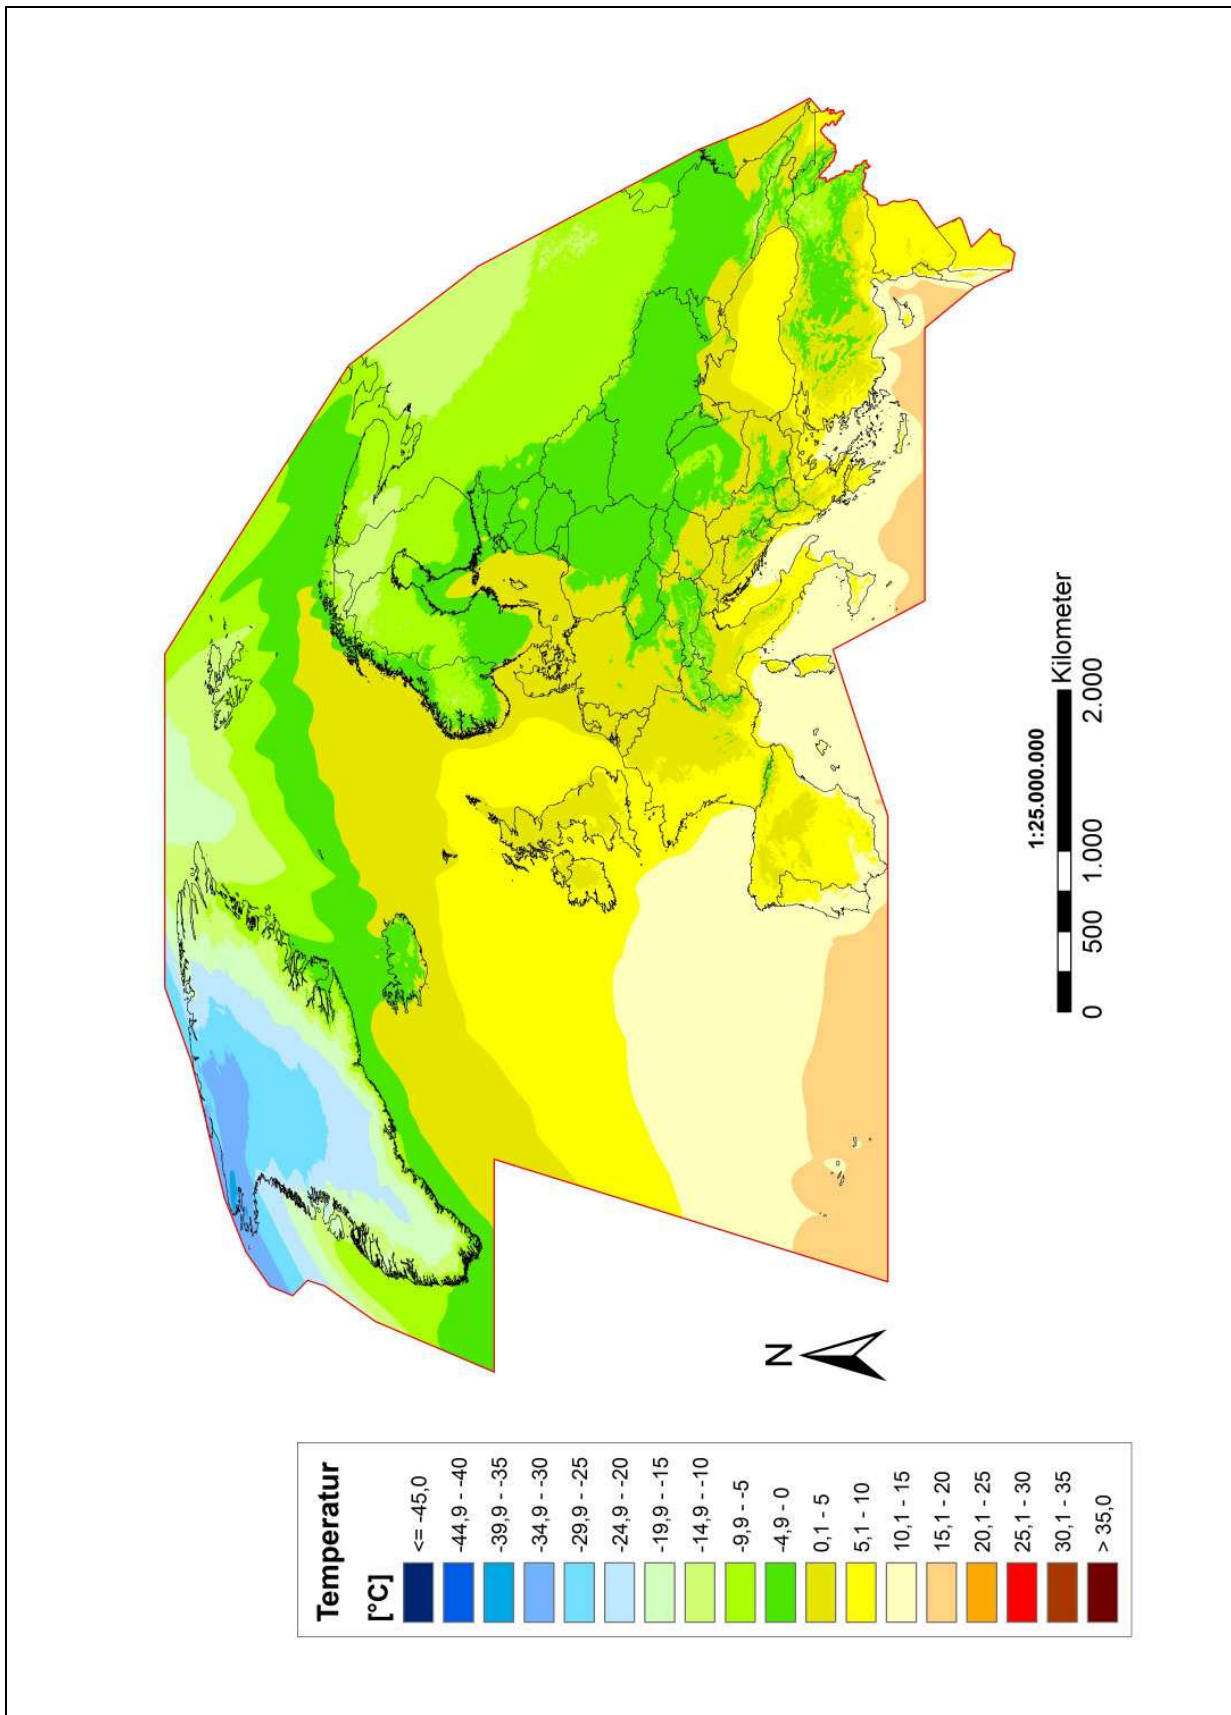 Temperatur
[°C]
<= -45,0
-44,9 - -40
-39,9 - -35
-34,9 - -30
-29,9 - -25
-24,9 - -20
-19,9 - -15
-14,9 - -10
-9,9 - -5
-4,9 - 0
0,1 - 5
5,1 - 10
10,1 - 15
15,1 - 20
20,1 - 25
25,1 - 30
30,1 - 35
> 35,0
N
1:25.000.000
Kilometer
0 500 1.000 2.000